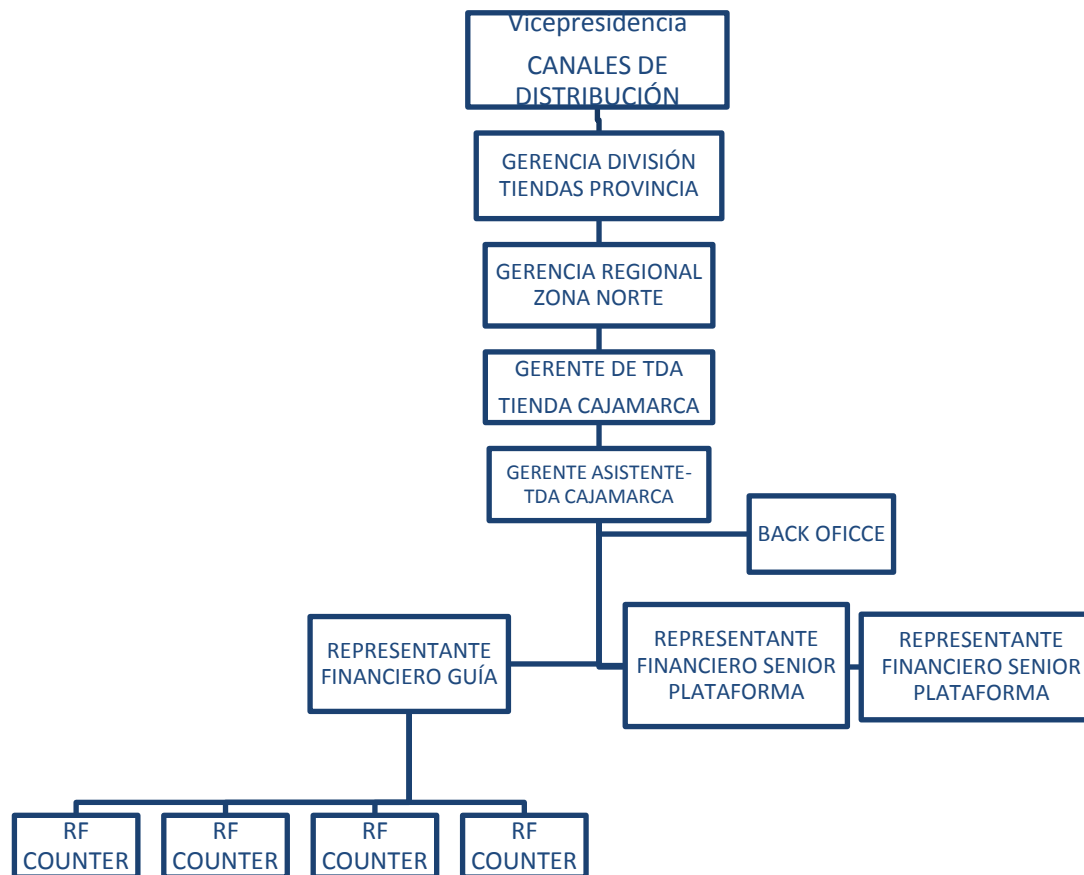 Vicepresidencia
CANALES DE
DISTRIBUCIÓN
GERENCIA DIVISIÓN
TIENDAS PROVINCIA
GERENCIA REGIONAL
ZONA NORTE
GERENTE DE TDA
TIENDA CAJAMARCA
GERENTE ASISTENTE-
TDA CAJAMARCA
BACK OFICCE
REPRESENTANTE
FINANCIERO GUÍA
REPRESENTANTE
FINANCIERO SENIOR
PLATAFORMA
REPRESENTANTE
FINANCIERO SENIOR
PLATAFORMA
RF
COUNTER
RF
COUNTER
RF
COUNTER
RF
COUNTER